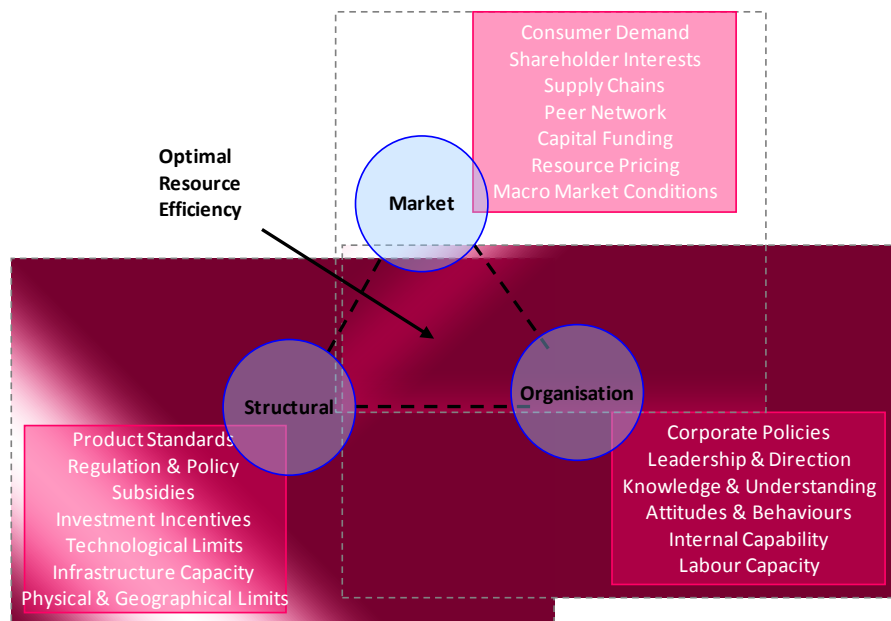 Consumer Demand
Shareholder Interests
Supply Chains
Peer Network
Capital Funding
Resource Pricing
Macro Market Conditions
Optimal
Resource
Efficiency
Market
Structural
Organisation
Product Standards
Regulation & Policy
Subsidies
Investment Incentives
Technological Limits
Infrastructure Capacity
Physical & Geographical Limits
Corporate Policies
Leadership & Direction
Knowledge & Understanding
Attitudes & Behaviours
Internal Capability
Labour Capacity